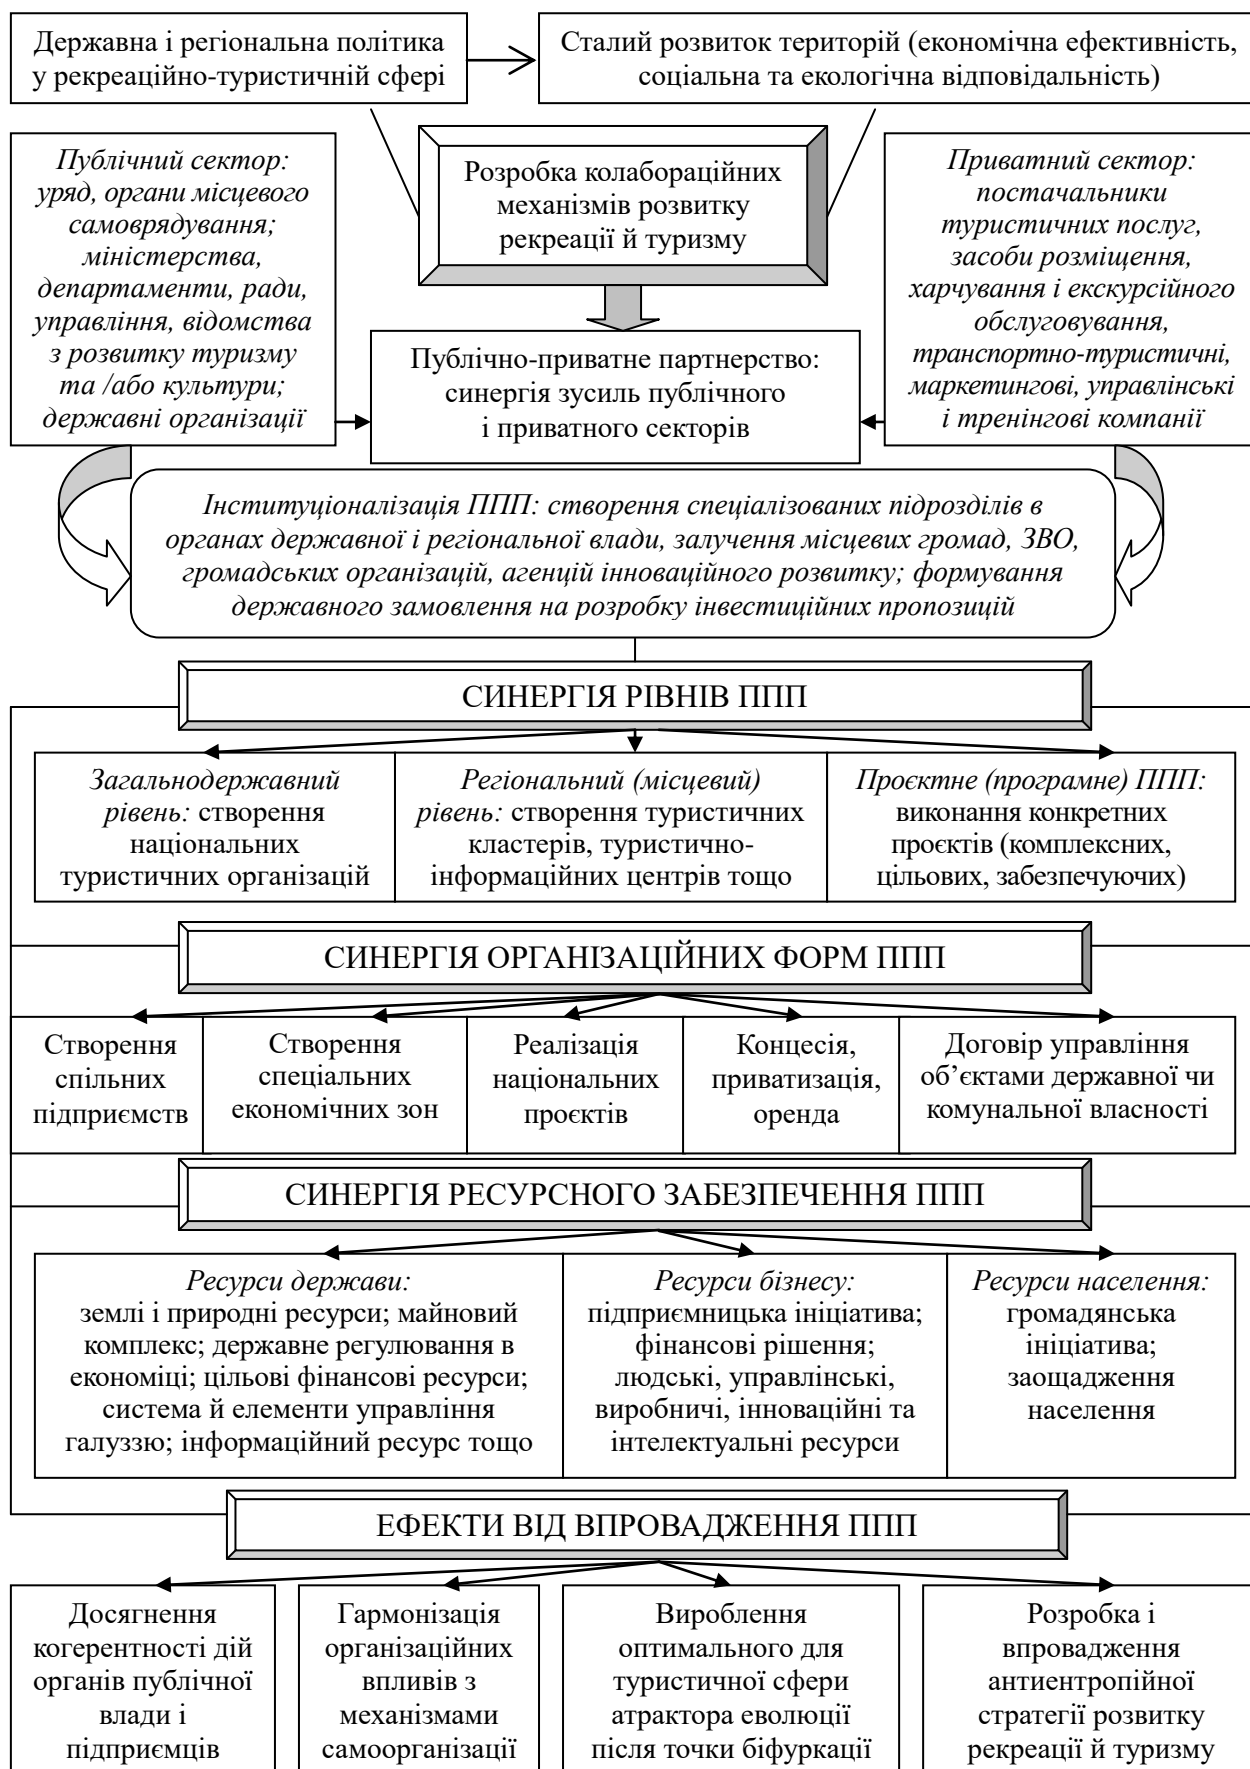 Державна і регіональна політика
у рекреаційно-туристичній сфері
Сталий розвиток територій (економічна ефективність,
соціальна та екологічна відповідальність)
Публічний сектор:
уряд, органи місцевого
самоврядування;
міністерства,
департаменти, ради,
управління, відомства
з розвитку туризму
та /або культури;
державні організації
Розробка колабораційних
механізмів розвитку
рекреації й туризму
Приватний сектор:
постачальники
туристичних послуг,
засоби розміщення,
харчування і екскурсійного
обслуговування,
транспортно-туристичні,
маркетингові, управлінські
і тренінгові компанії
Публічно-приватне партнерство:
синергія зусиль публічного
і приватного секторів
Інституціоналізація ППП: створення спеціалізованих підрозділів в
органах державної і регіональної влади, залучення місцевих громад, ЗВО,
громадських організацій, агенцій інноваційного розвитку; формування
державного замовлення на розробку інвестиційних пропозицій
СИНЕРГІЯ РІВНІВ ППП
Загальнодержавний
рівень: створення
національних
туристичних організацій
Регіональний (місцевий)
рівень: створення туристичних
кластерів, туристично-
інформаційних центрів тощо
Проєктне (програмне) ППП:
виконання конкретних
проєктів (комплексних,
цільових, забезпечуючих)
СИНЕРГІЯ ОРГАНІЗАЦІЙНИХ ФОРМ ППП
Створення
спільних
підприємств
Створення
спеціальних
економічних зон
Реалізація
національних
проєктів
Концесія,
приватизація,
оренда
Договір управління
об’єктами державної чи
комунальної власності
СИНЕРГІЯ РЕСУРСНОГО ЗАБЕЗПЕЧЕННЯ ППП
Ресурси держави:
землі і природні ресурси; майновий
комплекс; державне регулювання в
економіці; цільові фінансові ресурси;
система й елементи управління
галуззю; інформаційний ресурс тощо
Ресурси бізнесу:
підприємницька ініціатива;
фінансові рішення;
людські, управлінські,
виробничі, інноваційні та
інтелектуальні ресурси
Ресурси населення:
громадянська
ініціатива;
заощадження
населення
ЕФЕКТИ ВІД ВПРОВАДЖЕННЯ ППП
Досягнення
когерентності дій
органів публічної
влади і
підприємців
Гармонізація
організаційних
впливів з
механізмами
самоорганізації
Вироблення
оптимального для
туристичної сфери
атрактора еволюції
після точки біфуркації
Розробка і
впровадження
антиентропійної
стратегії розвитку
рекреації й туризму